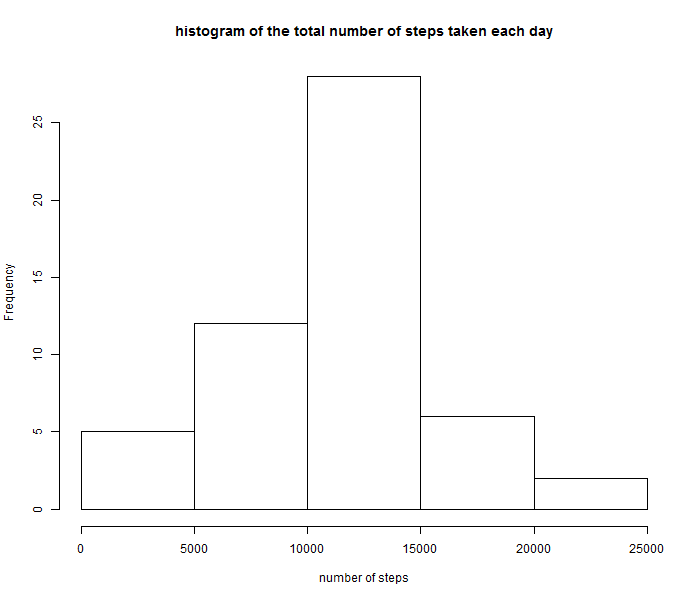 histogram of the total number of steps taken each day
Frequency
25
20
15
10
5
0
0 5000 10000 15000 20000 25000
number of steps